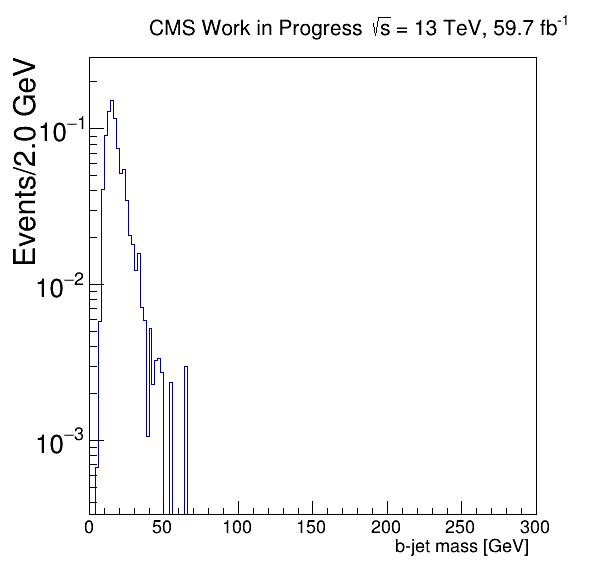 CMS Work in Progress √s = 13 TeV, 59.7 fb⁻¹
Events/2.0 GeV
10⁻¹
10⁻²
10⁻³
0 50 100 150 200 250 300
b-jet mass [GeV]